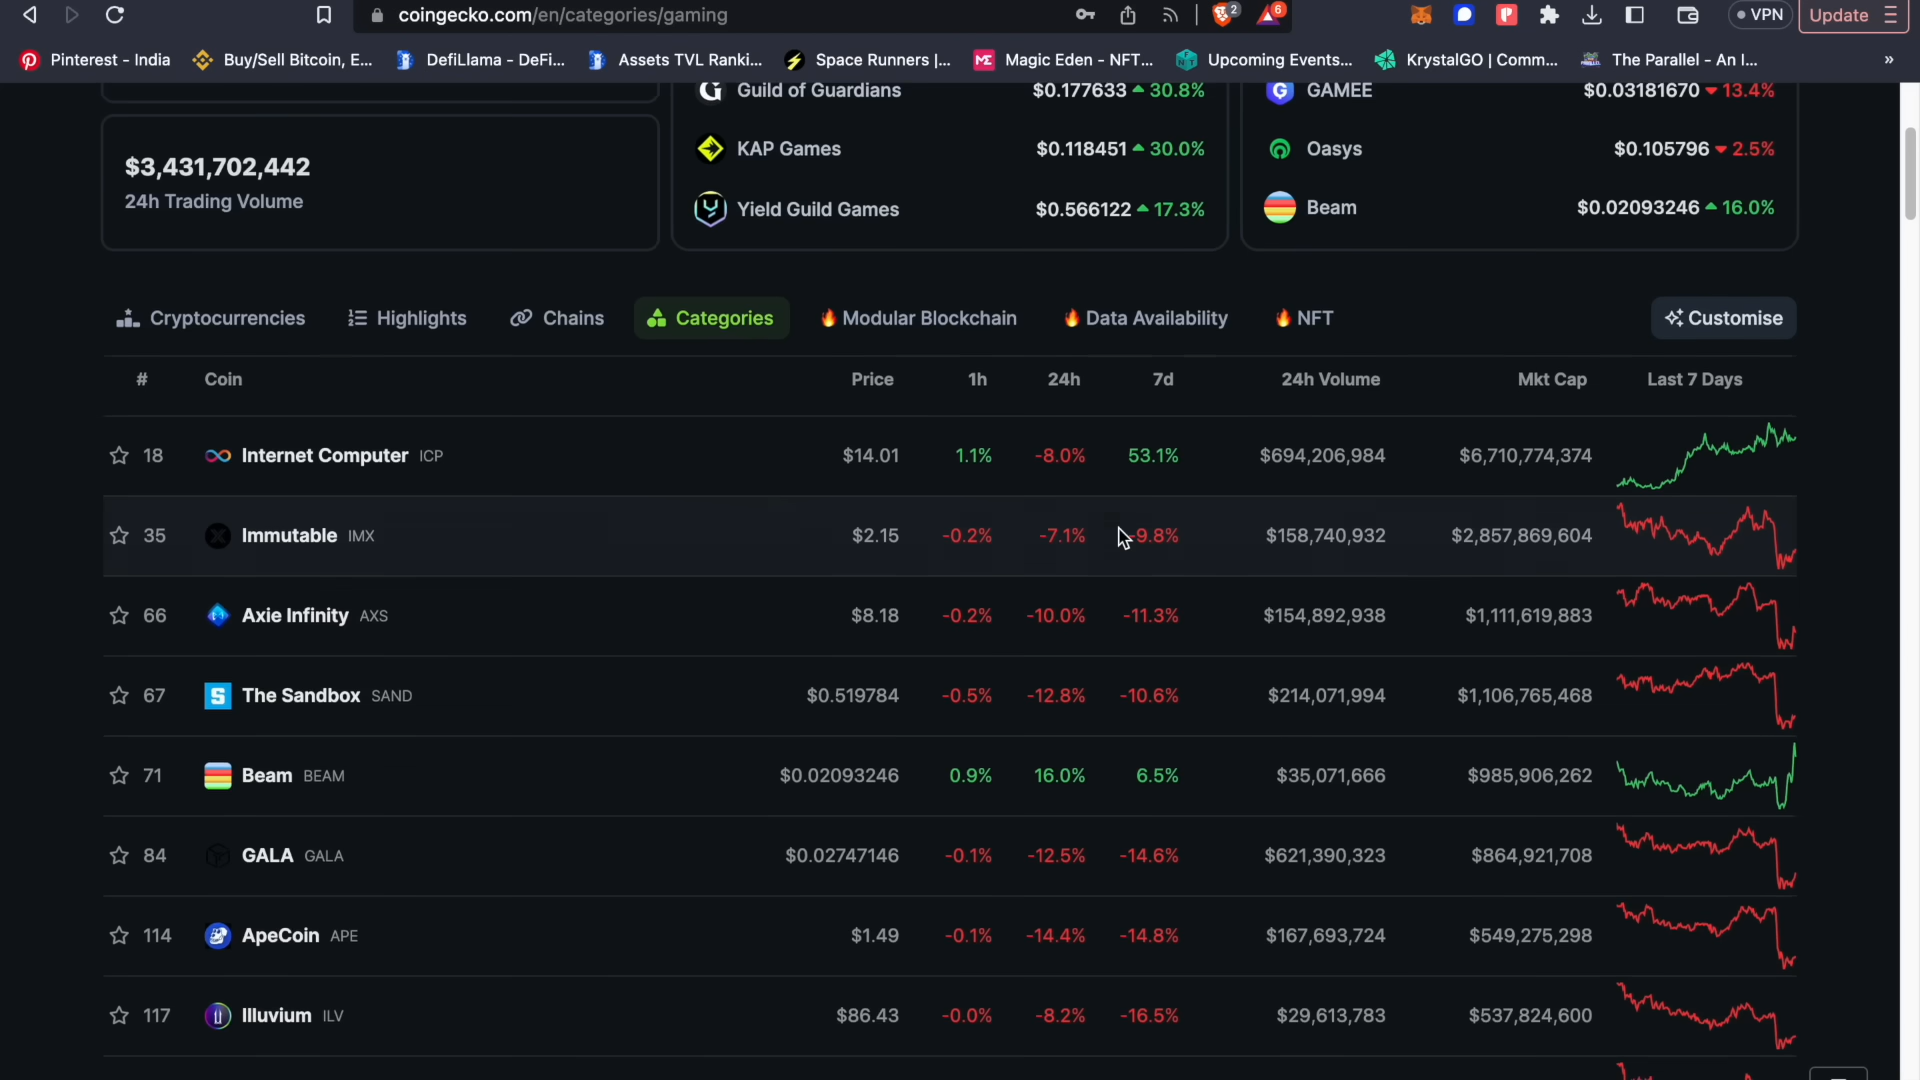 coingecko.com/en/categories/gaming
2
6
VPN
Update
Pinterest - India
Buy/Sell Bitcoin, E...
DefiLlama - DeFi...
Assets TVL Ranki...
Space Runners |...
ME Magic Eden - NFT...
Upcoming Events...
KrystalGO | Comm...
The Parallel - An I...
»
Guild of Guardians $0.177633 30.8%
KAP Games $0.118451 30.0%
Yield Guild Games $0.566122 17.3%
GAMEE $0.03181670 13.4%
Oasys $0.105796 2.5%
Beam $0.02093246 16.0%
$3,431,702,442
24h Trading Volume
Cryptocurrencies Highlights Chains Categories Modular Blockchain Data Availability NFT Customise
# Coin Price 1h 24h 7d 24h Volume Mkt Cap Last 7 Days
18 Internet Computer ICP $14.01 1.1% -8.0% 53.1% $694,206,984 $6,710,774,374
35 Immutable IMX $2.15 -0.2% -7.1% -9.8% $158,740,932 $2,857,869,604
66 Axie Infinity AXS $8.18 -0.2% -10.0% -11.3% $154,892,938 $1,111,619,883
67 The Sandbox SAND $0.519784 -0.5% -12.8% -10.6% $214,071,994 $1,106,765,468
71 Beam BEAM $0.02093246 0.9% 16.0% 6.5% $35,071,666 $985,906,262
84 GALA GALA $0.02747146 -0.1% -12.5% -14.6% $621,390,323 $864,921,708
114 ApeCoin APE $1.49 -0.1% -14.4% -14.8% $167,693,724 $549,275,298
117 Illuvium ILV $86.43 -0.0% -8.2% -16.5% $29,613,783 $537,824,600